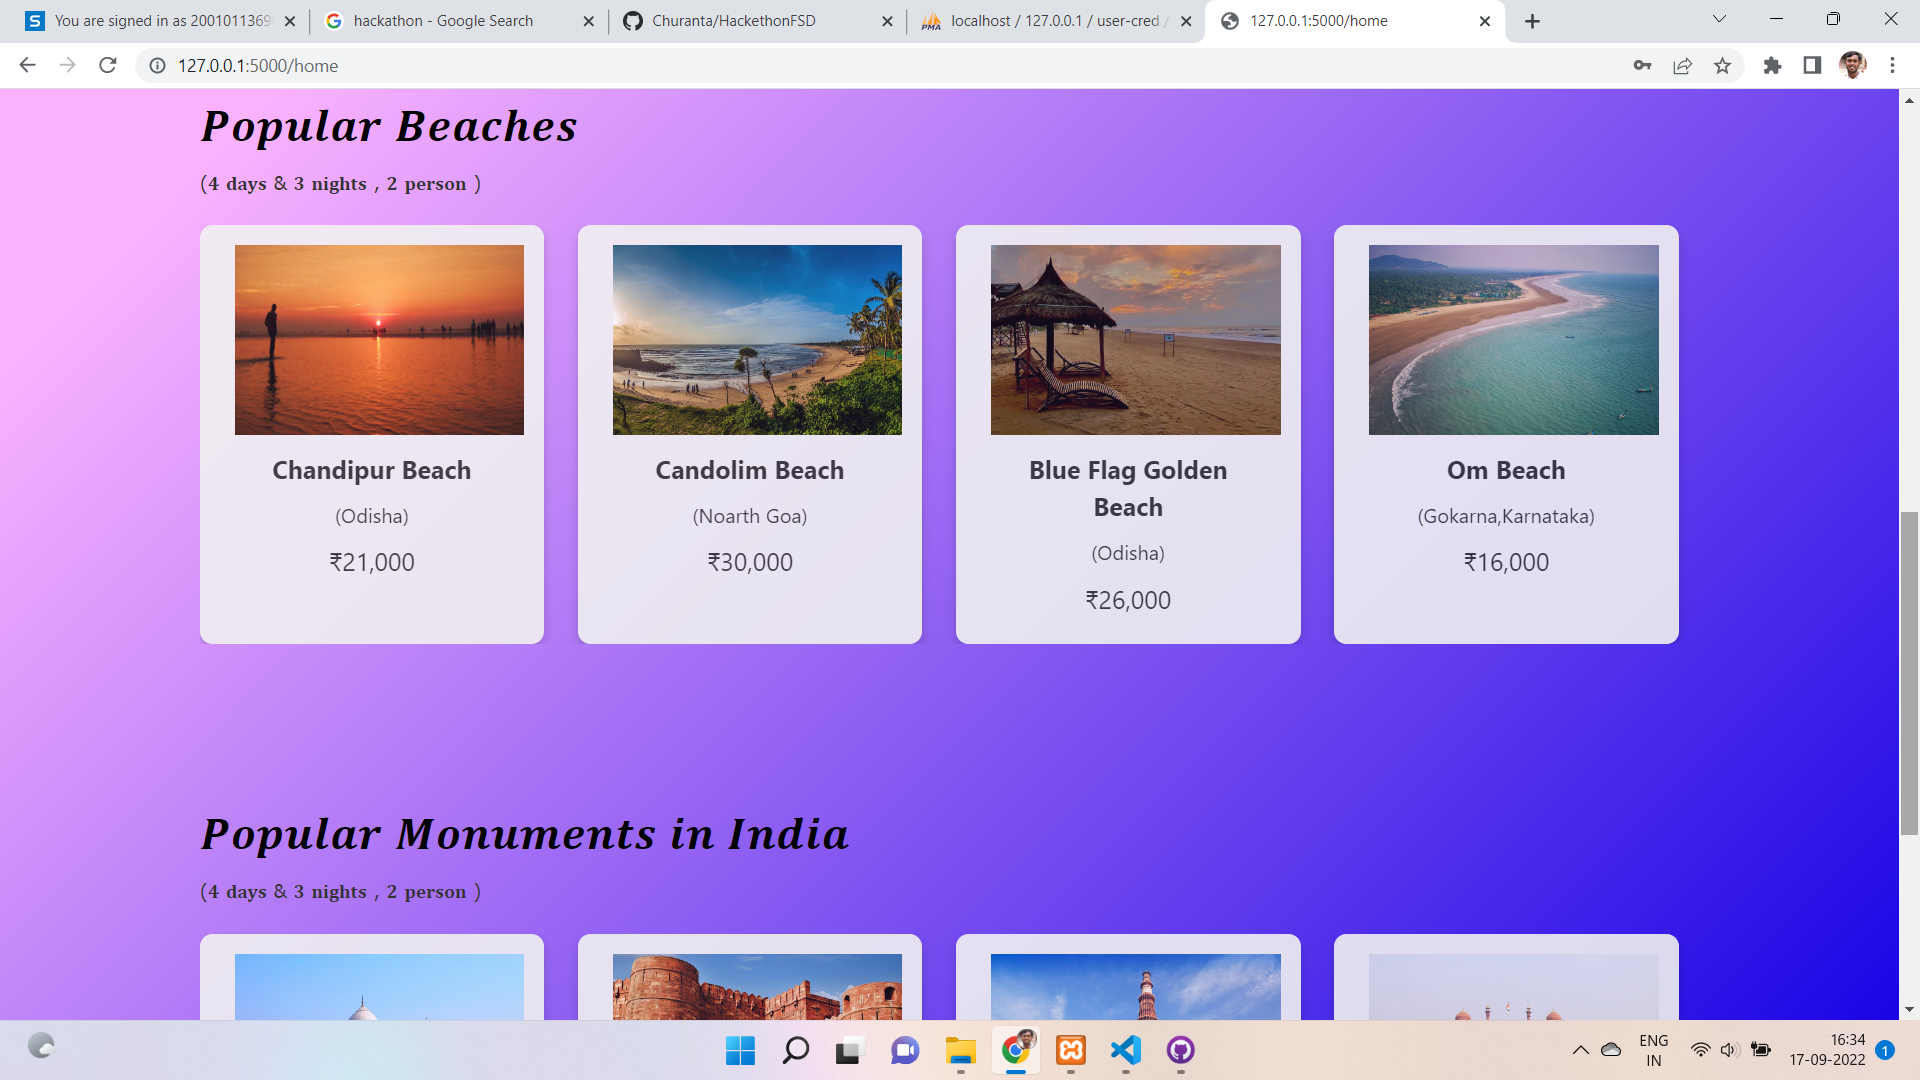 You are signed in as 2001011369
hackathon - Google Search
Churanta/HackethonFSD
localhost / 127.0.0.1 / user-cred /
127.0.0.1:5000/home
127.0.0.1:5000/home
Popular Beaches
(4 days & 3 nights , 2 person )
Chandipur Beach
(Odisha)
₹21,000
Candolim Beach
(Noarth Goa)
₹30,000
Blue Flag Golden
Beach
(Odisha)
₹26,000
Om Beach
(Gokarna,Karnataka)
₹16,000
Popular Monuments in India
(4 days & 3 nights , 2 person )
ENG
IN
16:34
17-09-2022
1